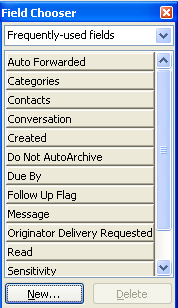 Field Chooser
Frequently-used fields
Auto Forwarded
Categories
Contacts
Conversation
Created
Do Not AutoArchive
Due By
Follow Up Flag
Message
Originator Delivery Requested
Read
Sensitivity
New...
Delete